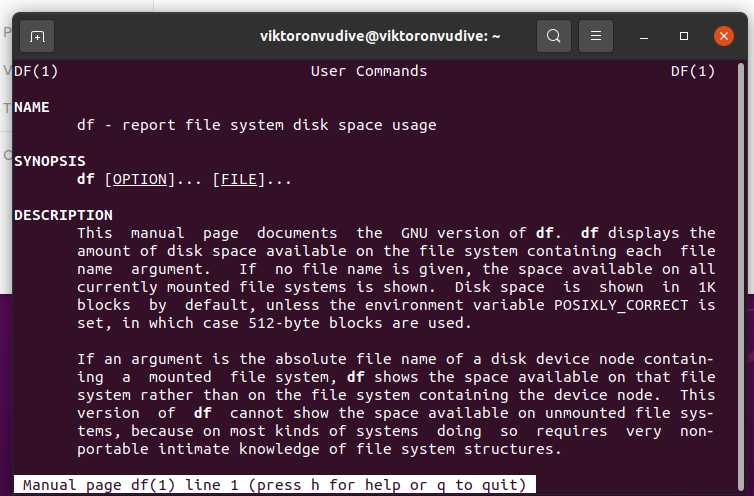 P
viktoronvudive@viktoronvudive: ~
V
T
C
DF(1) User Commands DF(1)
NAME
df - report file system disk space usage
SYNOPSIS
df [OPTION]... [FILE]...
DESCRIPTION
This manual page documents the GNU version of df. df displays the
amount of disk space available on the file system containing each file
name argument. If no file name is given, the space available on all
currently mounted file systems is shown. Disk space is shown in 1K
blocks by default, unless the environment variable POSIXLY_CORRECT is
set, in which case 512-byte blocks are used.
If an argument is the absolute file name of a disk device node contain-
ing a mounted file system, df shows the space available on that file
system rather than on the file system containing the device node. This
version of df cannot show the space available on unmounted file sys-
tems, because on most kinds of systems doing so requires very non-
portable intimate knowledge of file system structures.
Manual page df(1) line 1 (press h for help or q to quit)